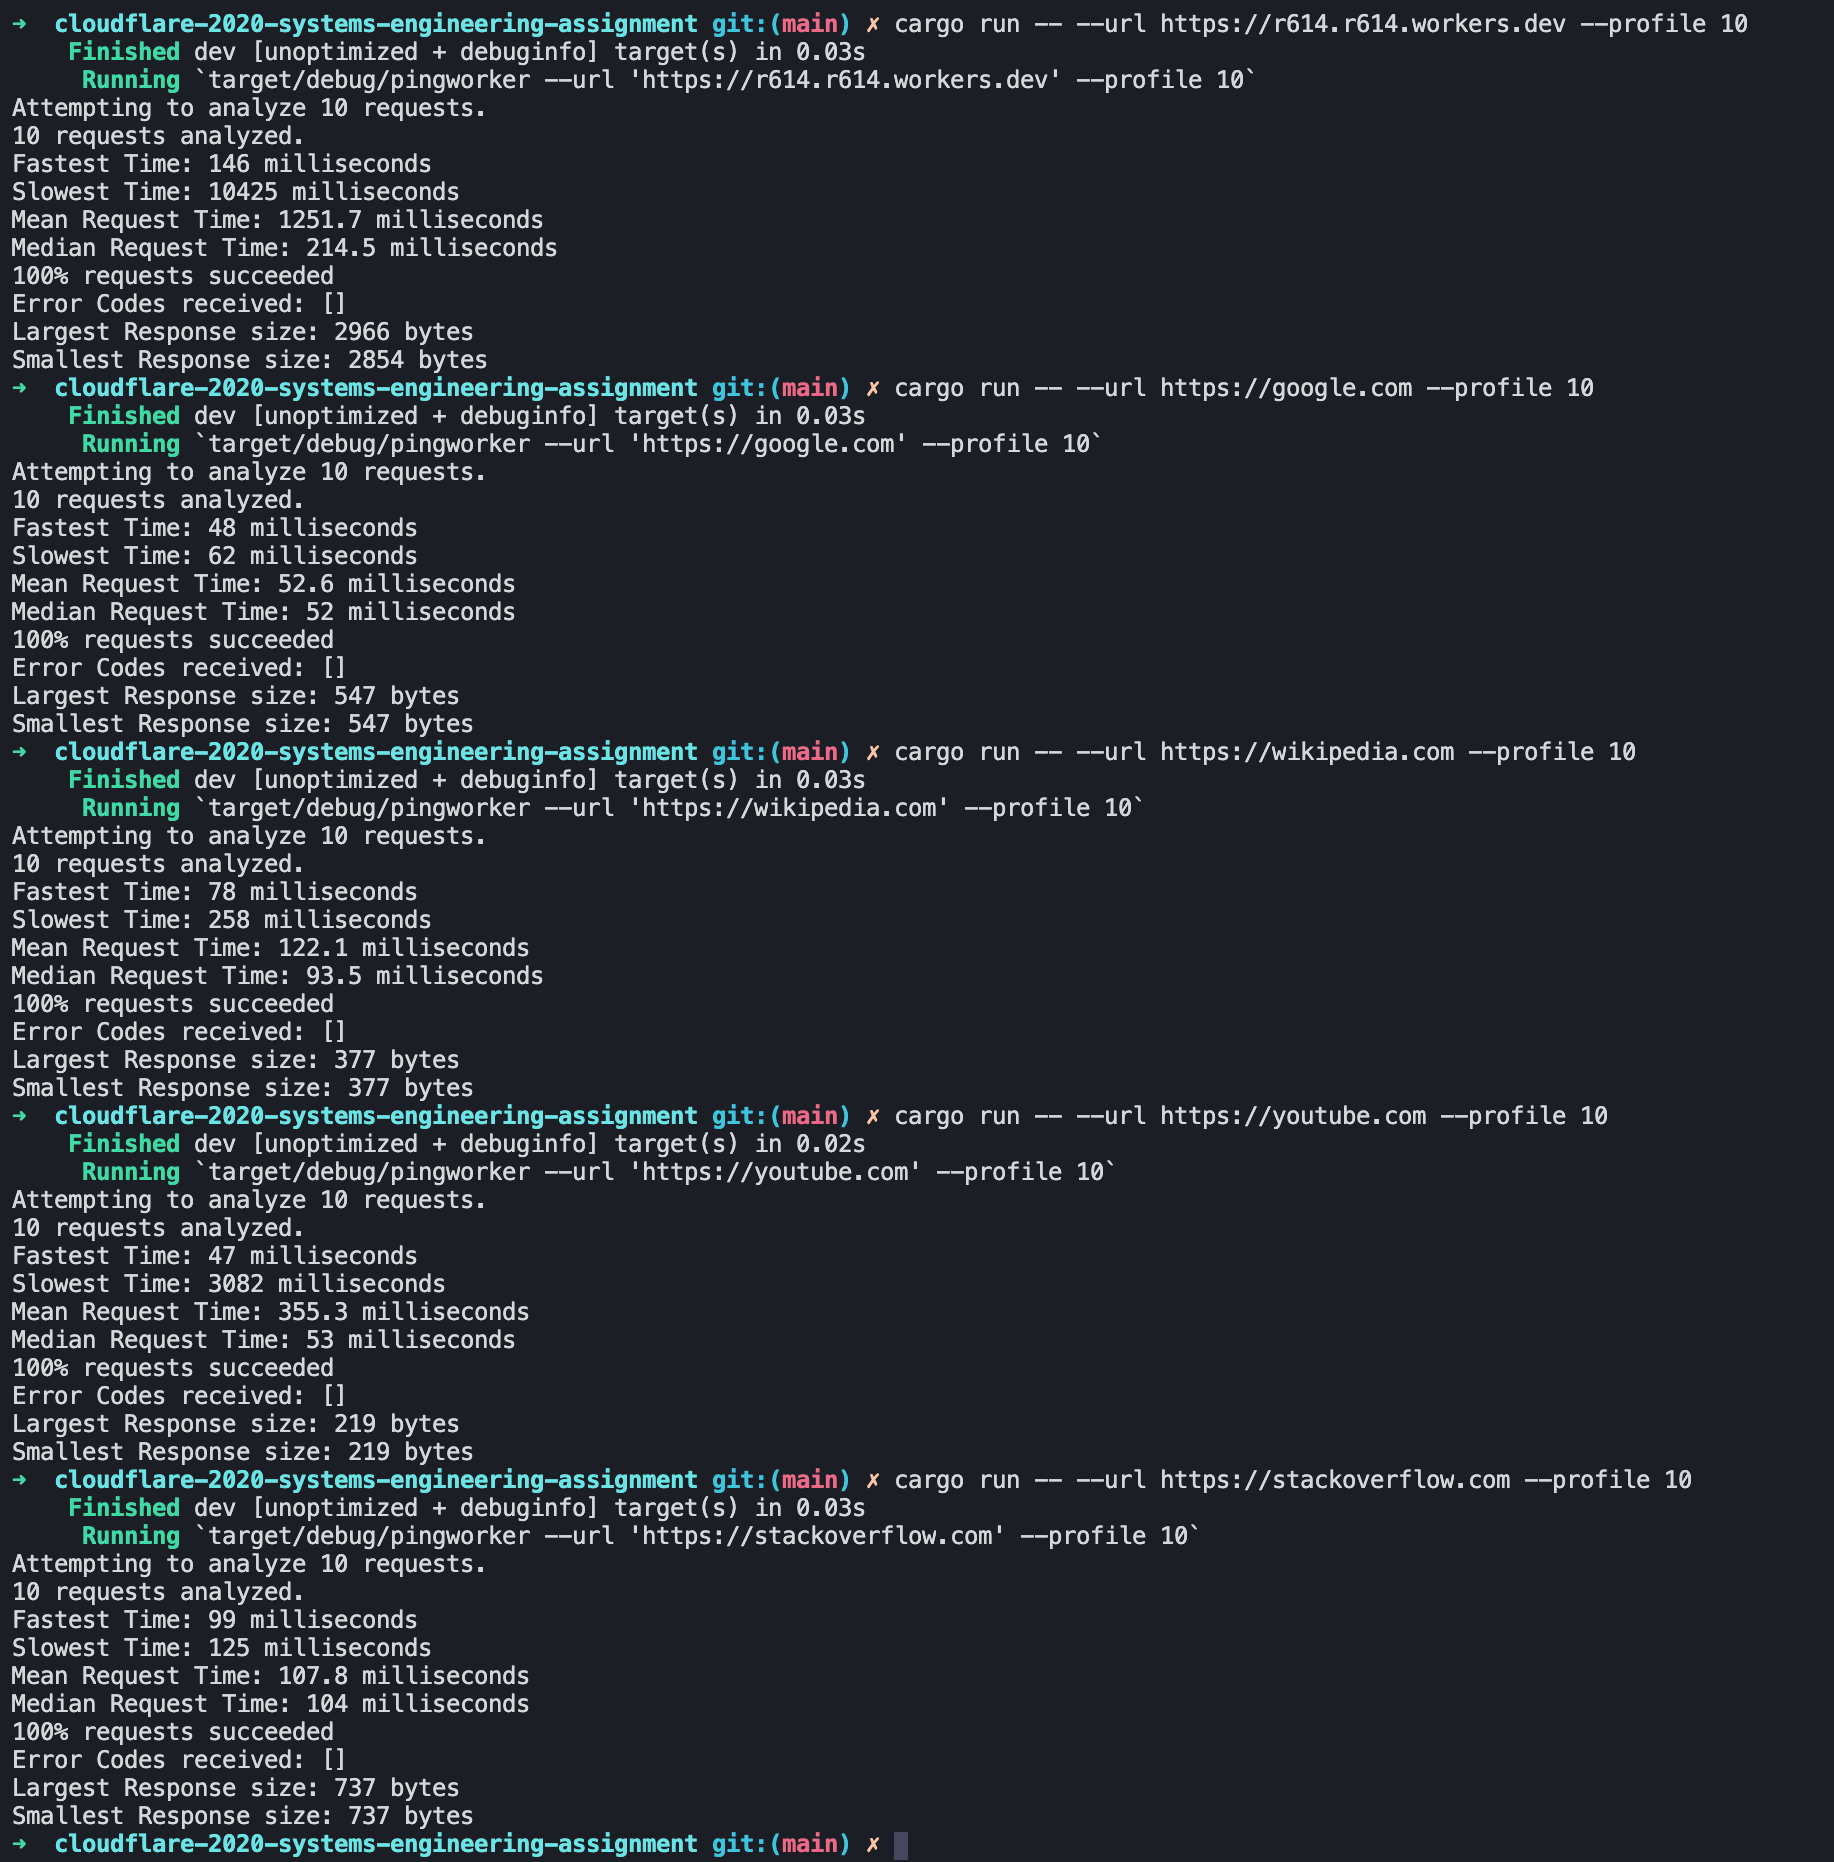 ➜  cloudflare-2020-systems-engineering-assignment git:(main) ✗ cargo run -- --url https://r614.r614.workers.dev --profile 10
    Finished dev [unoptimized + debuginfo] target(s) in 0.03s
     Running `target/debug/pingworker --url 'https://r614.r614.workers.dev' --profile 10`
Attempting to analyze 10 requests.
10 requests analyzed.
Fastest Time: 146 milliseconds
Slowest Time: 10425 milliseconds
Mean Request Time: 1251.7 milliseconds
Median Request Time: 214.5 milliseconds
100% requests succeeded
Error Codes received: []
Largest Response size: 2966 bytes
Smallest Response size: 2854 bytes
➜  cloudflare-2020-systems-engineering-assignment git:(main) ✗ cargo run -- --url https://google.com --profile 10
    Finished dev [unoptimized + debuginfo] target(s) in 0.03s
     Running `target/debug/pingworker --url 'https://google.com' --profile 10`
Attempting to analyze 10 requests.
10 requests analyzed.
Fastest Time: 48 milliseconds
Slowest Time: 62 milliseconds
Mean Request Time: 52.6 milliseconds
Median Request Time: 52 milliseconds
100% requests succeeded
Error Codes received: []
Largest Response size: 547 bytes
Smallest Response size: 547 bytes
➜  cloudflare-2020-systems-engineering-assignment git:(main) ✗ cargo run -- --url https://wikipedia.com --profile 10
    Finished dev [unoptimized + debuginfo] target(s) in 0.03s
     Running `target/debug/pingworker --url 'https://wikipedia.com' --profile 10`
Attempting to analyze 10 requests.
10 requests analyzed.
Fastest Time: 78 milliseconds
Slowest Time: 258 milliseconds
Mean Request Time: 122.1 milliseconds
Median Request Time: 93.5 milliseconds
100% requests succeeded
Error Codes received: []
Largest Response size: 377 bytes
Smallest Response size: 377 bytes
➜  cloudflare-2020-systems-engineering-assignment git:(main) ✗ cargo run -- --url https://youtube.com --profile 10
    Finished dev [unoptimized + debuginfo] target(s) in 0.02s
     Running `target/debug/pingworker --url 'https://youtube.com' --profile 10`
Attempting to analyze 10 requests.
10 requests analyzed.
Fastest Time: 47 milliseconds
Slowest Time: 3082 milliseconds
Mean Request Time: 355.3 milliseconds
Median Request Time: 53 milliseconds
100% requests succeeded
Error Codes received: []
Largest Response size: 219 bytes
Smallest Response size: 219 bytes
➜  cloudflare-2020-systems-engineering-assignment git:(main) ✗ cargo run -- --url https://stackoverflow.com --profile 10
    Finished dev [unoptimized + debuginfo] target(s) in 0.03s
     Running `target/debug/pingworker --url 'https://stackoverflow.com' --profile 10`
Attempting to analyze 10 requests.
10 requests analyzed.
Fastest Time: 99 milliseconds
Slowest Time: 125 milliseconds
Mean Request Time: 107.8 milliseconds
Median Request Time: 104 milliseconds
100% requests succeeded
Error Codes received: []
Largest Response size: 737 bytes
Smallest Response size: 737 bytes
➜  cloudflare-2020-systems-engineering-assignment git:(main) ✗